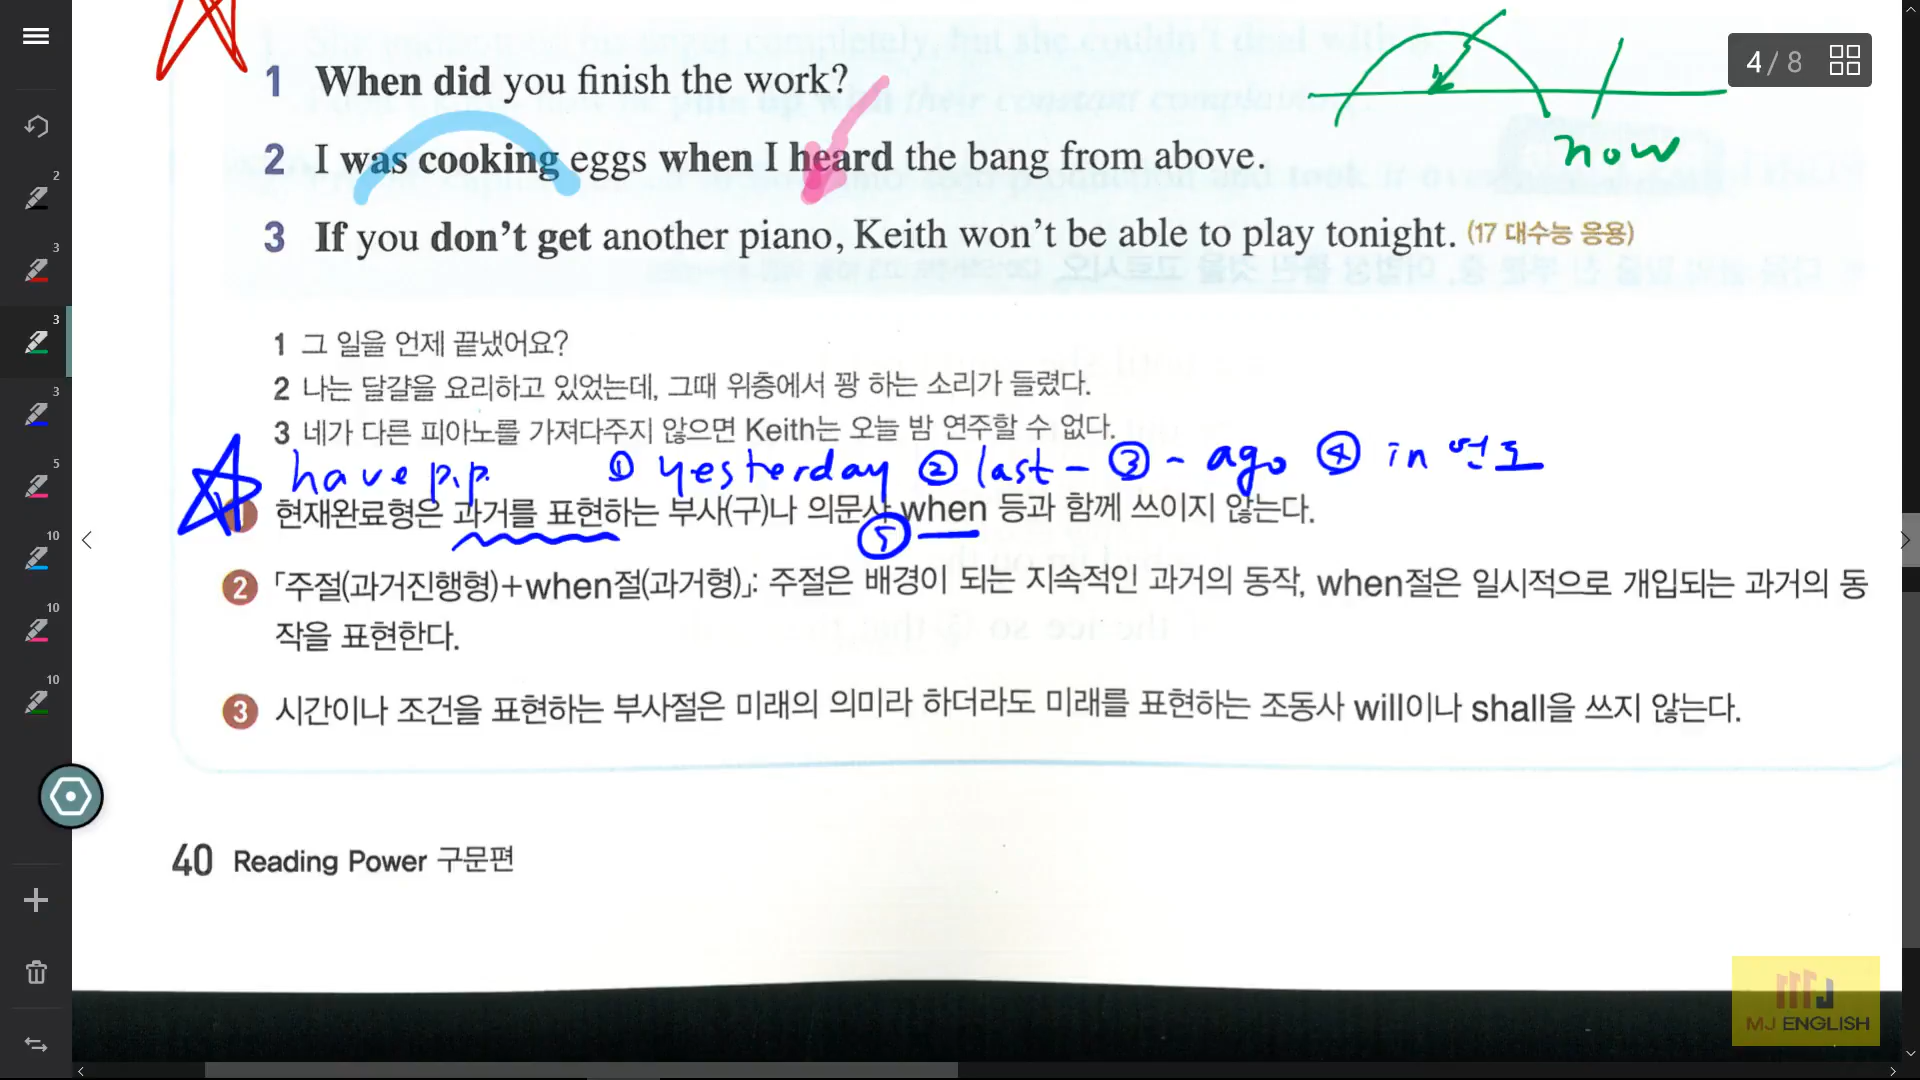 4 / 8
1 When did you finish the work?
2 I was cooking eggs when I heard the bang from above.
now
3 If you don't get another piano, Keith won't be able to play tonight. (17 대수능 응용)
1 그 일을 언제 끝냈어요?
2 나는 달걀을 요리하고 있었는데, 그때 위층에서 꽝 하는 소리가 들렸다.
3 네가 다른 피아노를 가져다주지 않으면 Keith는 오늘 밤 연주할 수 없다.
have p.p. ① yesterday ② last - ③ - ago ④ in 연도
1 현재완료형은 과거를 표현하는 부사(구)나 의문사 when 등과 함께 쓰이지 않는다.
⑤
2 「주절(과거진행형)+when절(과거형)」: 주절은 배경이 되는 지속적인 과거의 동작, when절은 일시적으로 개입되는 과거의 동
작을 표현한다.
3 시간이나 조건을 표현하는 부사절은 미래의 의미라 하더라도 미래를 표현하는 조동사 will이나 shall을 쓰지 않는다.
40 Reading Power 구문편
MJ ENGLISH
2
3
3
3
5
10
10
10